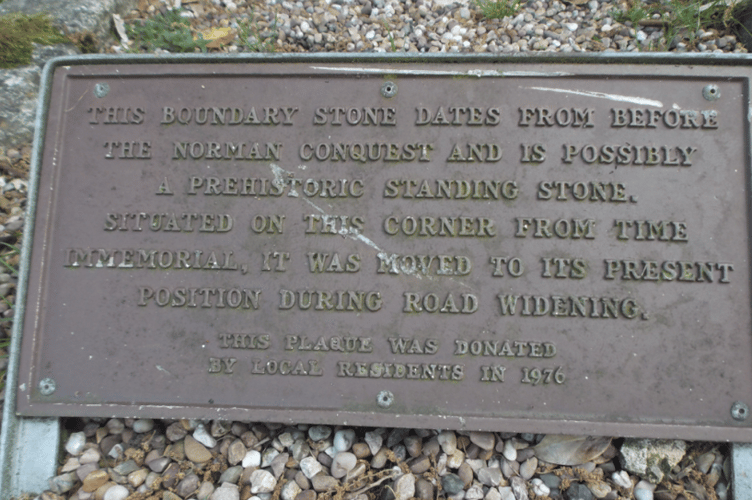 THIS BOUNDARY STONE DATES FROM BEFORE
THE NORMAN CONQUEST AND IS POSSIBLY
A PREHISTORIC STANDING STONE.
SITUATED ON THIS CORNER FROM TIME
IMMEMORIAL, IT WAS MOVED TO ITS PRESENT
POSITION DURING ROAD WIDENING.
THIS PLAQUE WAS DONATED
BY LOCAL RESIDENTS IN 1976